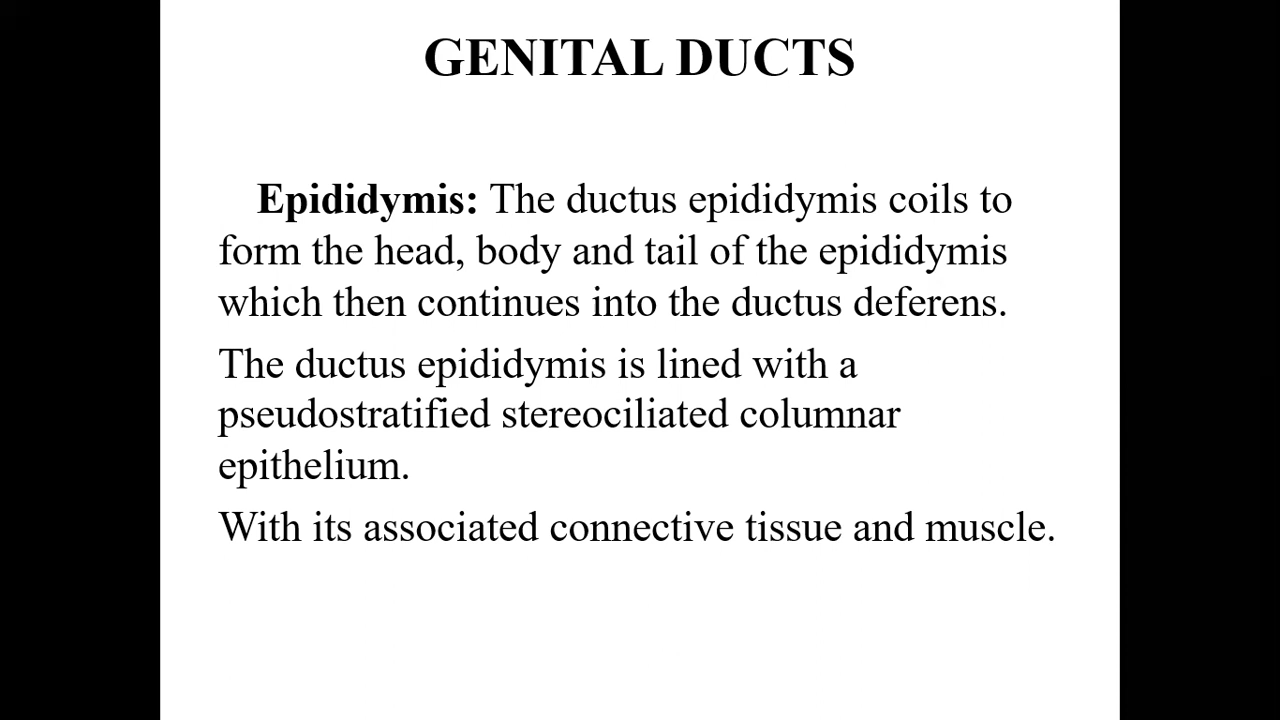 GENITAL DUCTS
Epididymis: The ductus epididymis coils to
form the head, body and tail of the epididymis
which then continues into the ductus deferens.
The ductus epididymis is lined with a
pseudostratified stereociliated columnar
epithelium.
With its associated connective tissue and muscle.